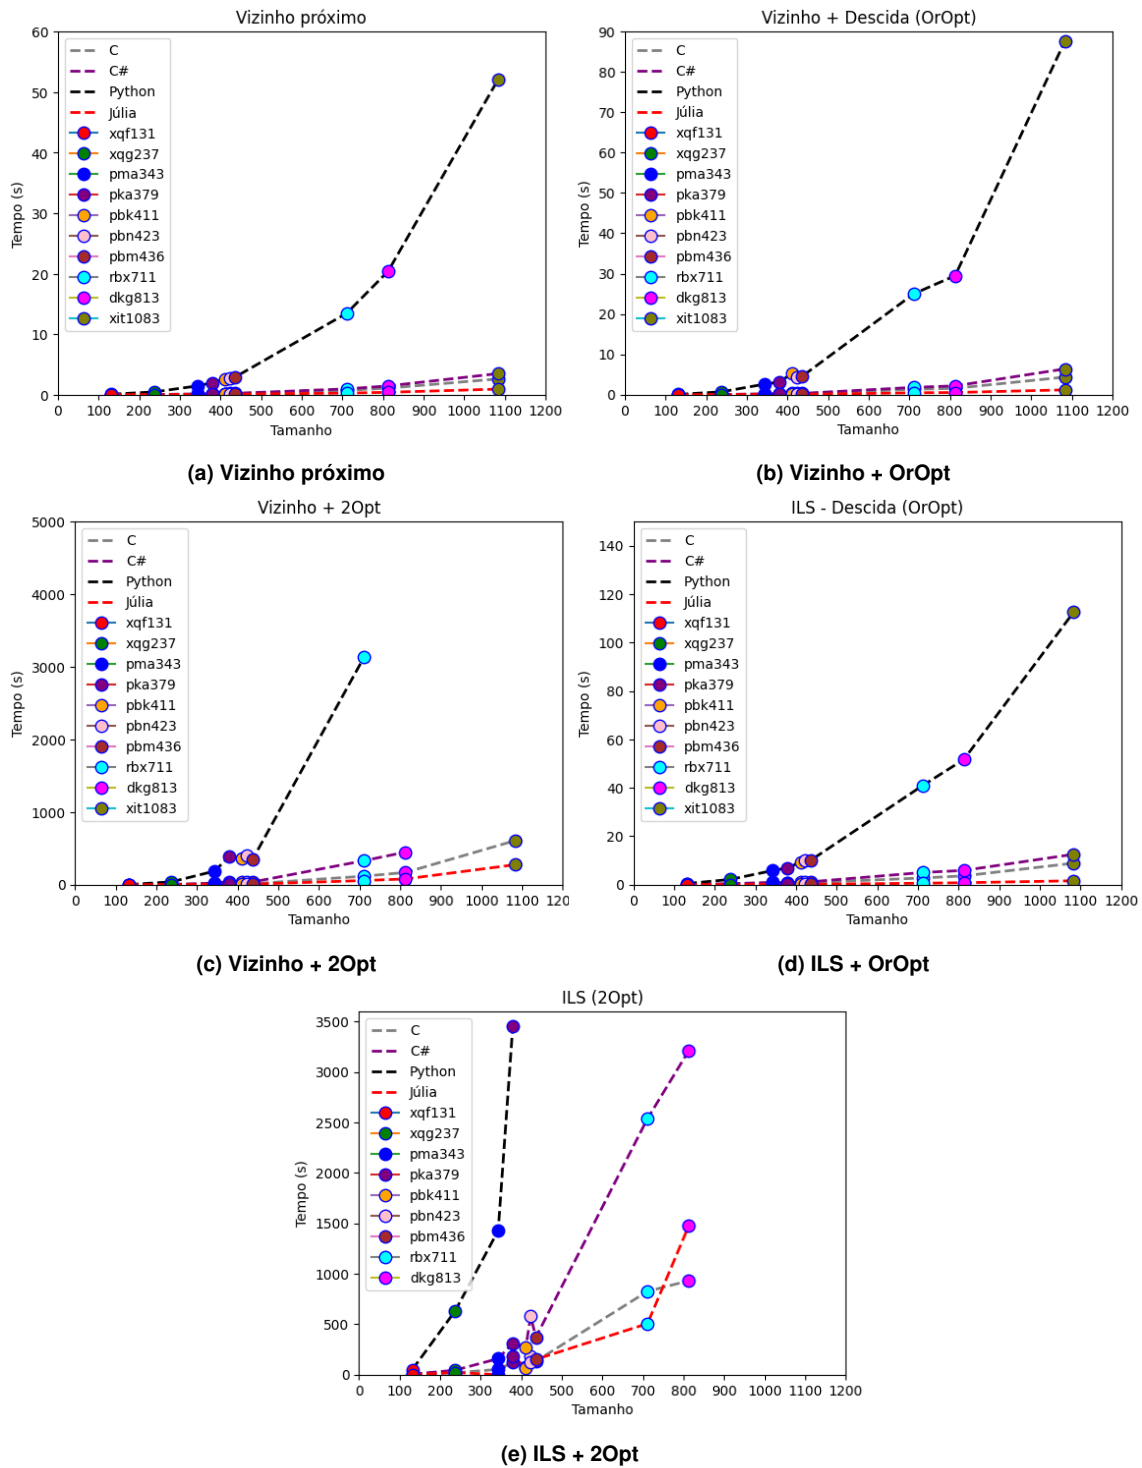 Vizinho próximo
Tempo (s)
60
50
40
30
20
10
0
C
C#
Python
Júlia
xqf131
xqg237
pma343
pka379
pbk411
pbn423
pbm436
rbx711
dkg813
xit1083
0 100 200 300 400 500 600 700 800 900 1000 1100 1200
Tamanho
(a) Vizinho próximo
Vizinho + Descida (OrOpt)
Tempo (s)
90
80
70
60
50
40
30
20
10
0
C
C#
Python
Júlia
xqf131
xqg237
pma343
pka379
pbk411
pbn423
pbm436
rbx711
dkg813
xit1083
0 100 200 300 400 500 600 700 800 900 1000 1100 1200
Tamanho
(b) Vizinho + OrOpt
Vizinho + 2Opt
Tempo (s)
5000
4000
3000
2000
1000
0
C
C#
Python
Júlia
xqf131
xqg237
pma343
pka379
pbk411
pbn423
pbm436
rbx711
dkg813
xit1083
0 100 200 300 400 500 600 700 800 900 1000 1100 120
Tamanho
(c) Vizinho + 2Opt
ILS - Descida (OrOpt)
Tempo (s)
140
120
100
80
60
40
20
0
C
C#
Python
Júlia
xqf131
xqg237
pma343
pka379
pbk411
pbn423
pbm436
rbx711
dkg813
xit1083
0 100 200 300 400 500 600 700 800 900 1000 1100 1200
Tamanho
(d) ILS + OrOpt
ILS (2Opt)
Tempo (s)
3500
3000
2500
2000
1500
1000
500
0
C
C#
Python
Júlia
xqf131
xqg237
pma343
pka379
pbk411
pbn423
pbm436
rbx711
dkg813
0 100 200 300 400 500 600 700 800 900 1000 1100 1200
Tamanho
(e) ILS + 2Opt